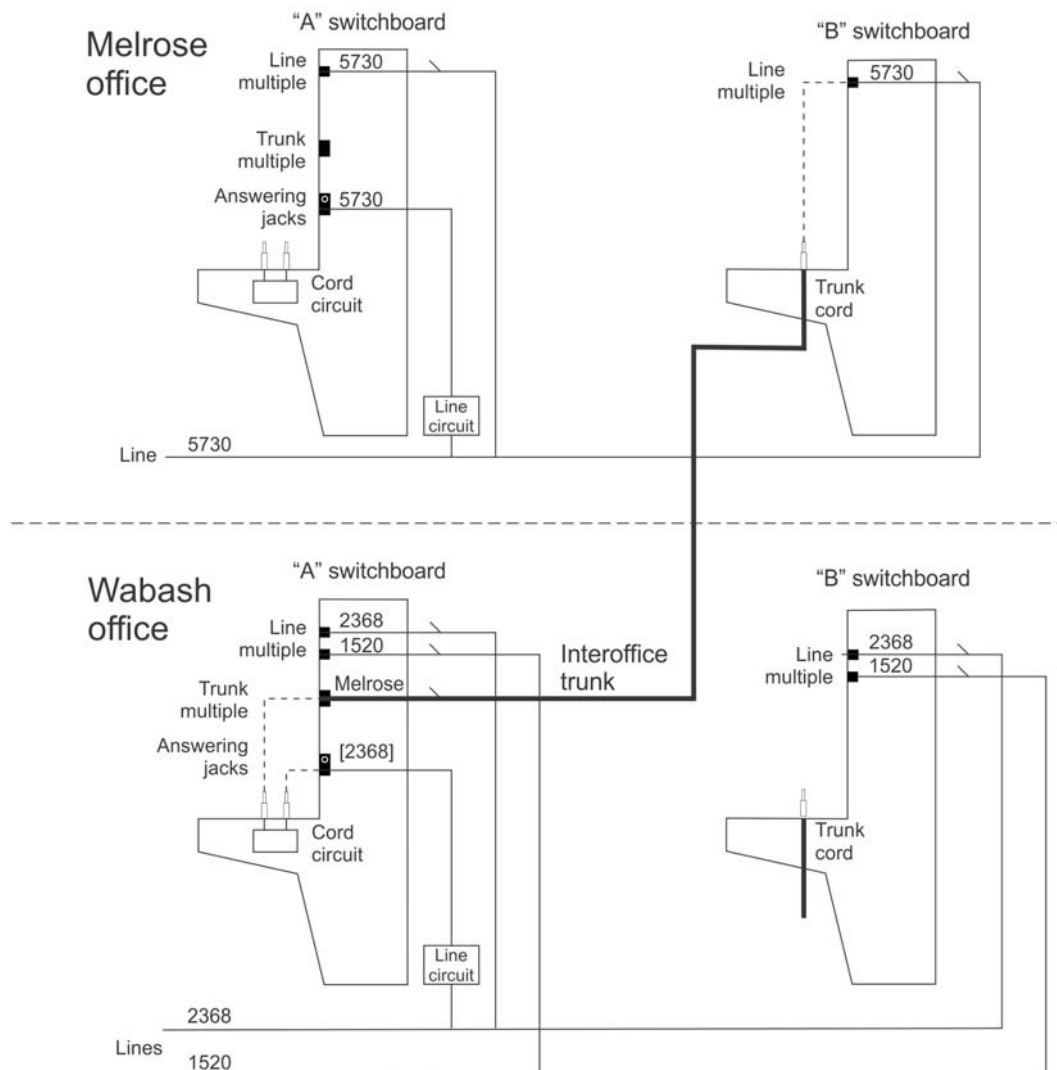 Melrose
office
“A” switchboard
Line
multiple
5730
Trunk
multiple
Answering
jacks
5730
Cord
circuit
Line
circuit
Line
5730
“B” switchboard
Line
multiple
5730
Trunk
cord
Wabash
office
“A” switchboard
Line
multiple
2368
1520
Trunk
multiple
Melrose
Interoffice
trunk
Answering
jacks
[2368]
Cord
circuit
Line
circuit
Lines
2368
1520
“B” switchboard
Line
multiple
2368
1520
Trunk
cord